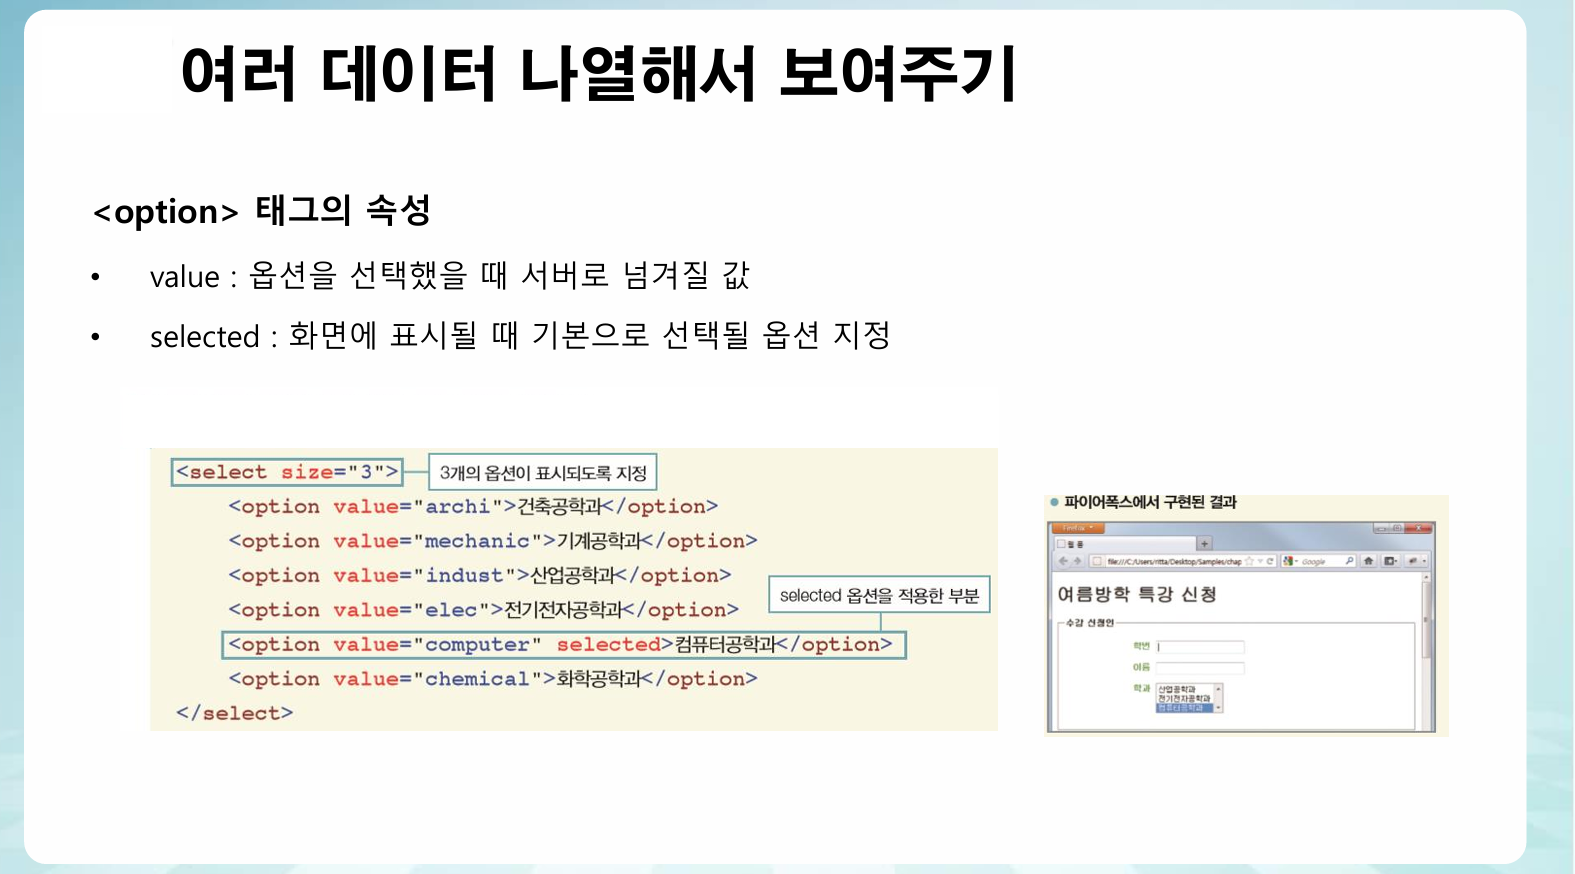 여러 데이터 나열해서 보여주기
<option> 태그의 속성
• value : 옵션을 선택했을 때 서버로 넘겨질 값
• selected : 화면에 표시될 때 기본으로 선택될 옵션 지정
<select size="3">
3개의 옵션이 표시되도록 지정
<option value="archi">건축공학과</option>
<option value="mechanic">기계공학과</option>
<option value="indust">산업공학과</option>
<option value="elec">전기전자공학과</option>
selected 옵션을 적용한 부분
<option value="computer" selected>컴퓨터공학과</option>
<option value="chemical">화학공학과</option>
</select>
• 파이어폭스에서 구현된 결과
Firefox
웹 폼
file:///C:/Users/ritta/Desktop/Samples/chap
Google
여름방학 특강 신청
수강 신청인
학번
이름
학과
산업공학과
전기전자공학과
컴퓨터공학과